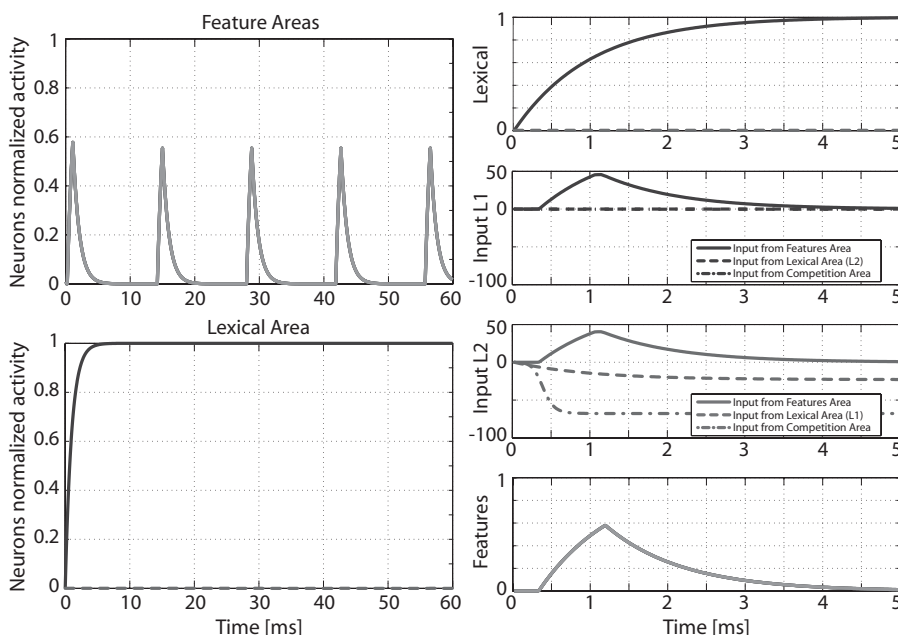 Feature Areas
Neurons normalized activity
1
0.8
0.6
0.4
0.2
0
0 10 20 30 40 50 60
Lexical Area
Neurons normalized activity
1
0.8
0.6
0.4
0.2
0
0 10 20 30 40 50 60
Time [ms]
Lexical
1
0
0 1 2 3 4 5
Input L1
50
0
-100
Input from Features Area
Input from Lexical Area (L2)
Input from Competition Area
0 1 2 3 4 5
Input L2
50
0
-100
Input from Features Area
Input from Lexical Area (L1)
Input from Competition Area
0 1 2 3 4 5
Features
1
0
0 1 2 3 4 5
Time [ms]